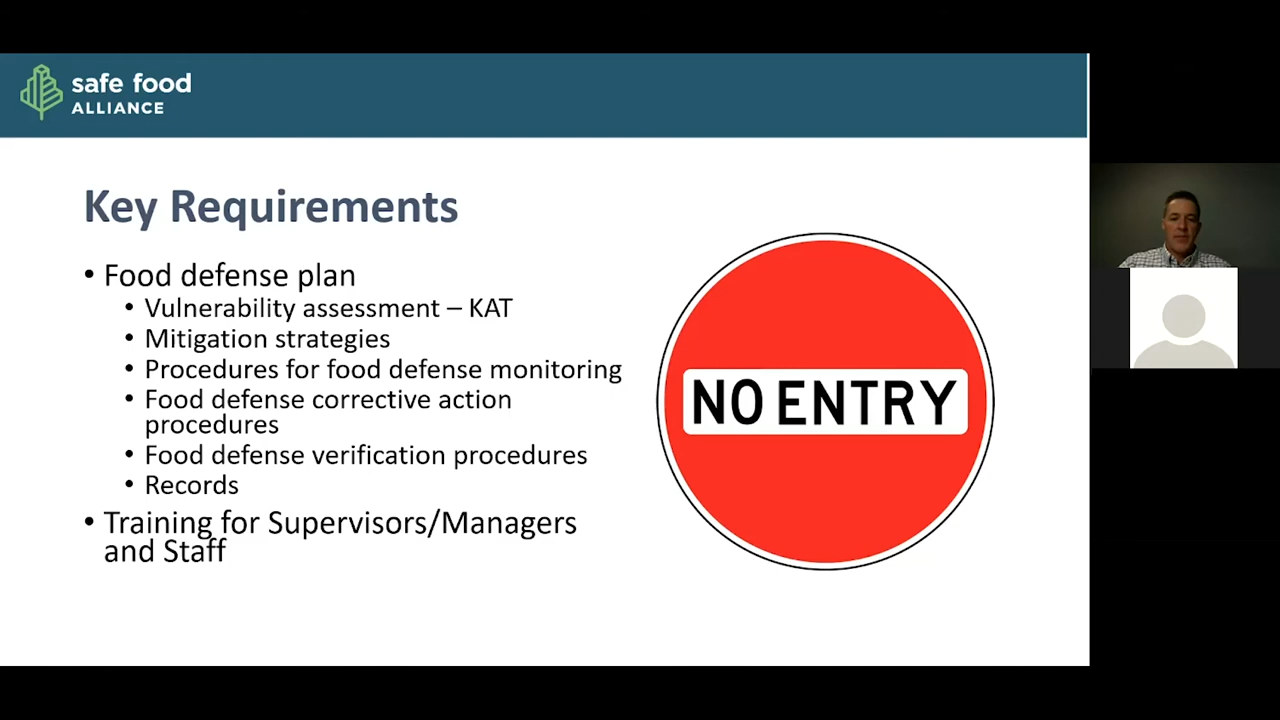 safe food
ALLIANCE
Key Requirements
• Food defense plan
• Vulnerability assessment – KAT
• Mitigation strategies
• Procedures for food defense monitoring
• Food defense corrective action
procedures
• Food defense verification procedures
• Records
• Training for Supervisors/Managers
and Staff
NO ENTRY